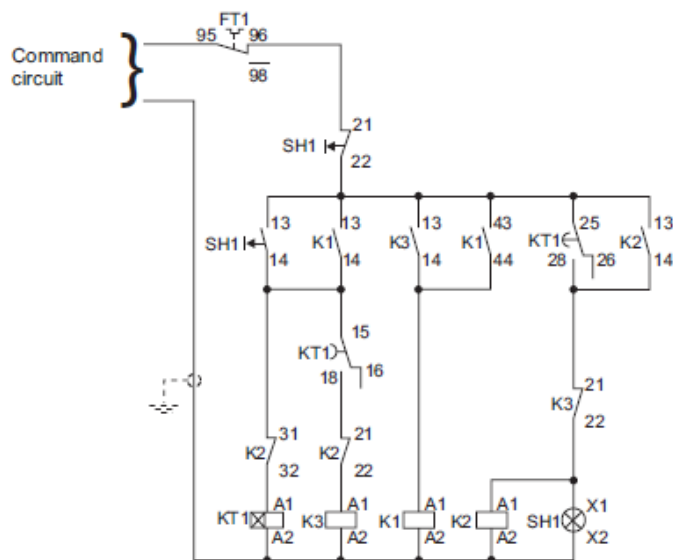 FT1
95
96
98
Command
circuit
21
SH1
22
13
SH1
14
13
K1
14
13
K3
14
43
K1
44
25
KT1
28
26
13
K2
14
15
KT1
18
16
21
K3
22
31
K2
32
21
K2
22
A1
KT1
A2
A1
K3
A2
A1
K1
A2
A1
K2
A2
X1
SH1
X2